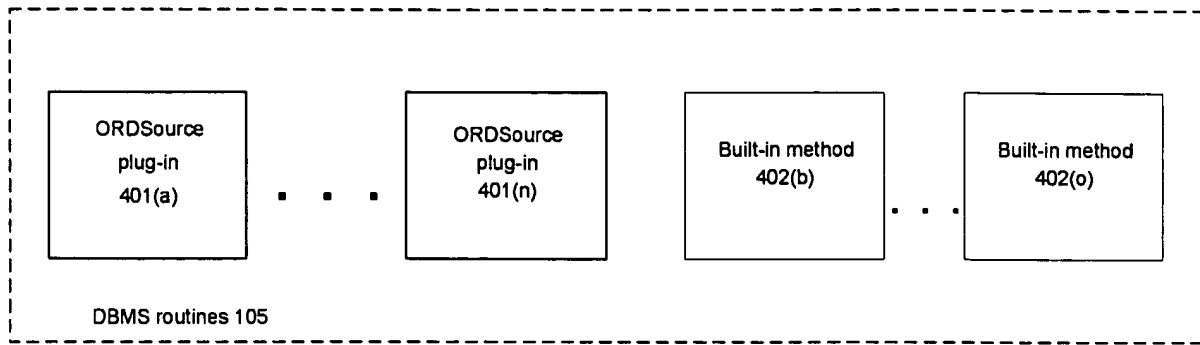 ORDSource
plug-in
401(a)
ORDSource
plug-in
401(n)
Built-in method
402(b)
Built-in method
402(o)
DBMS routines 105